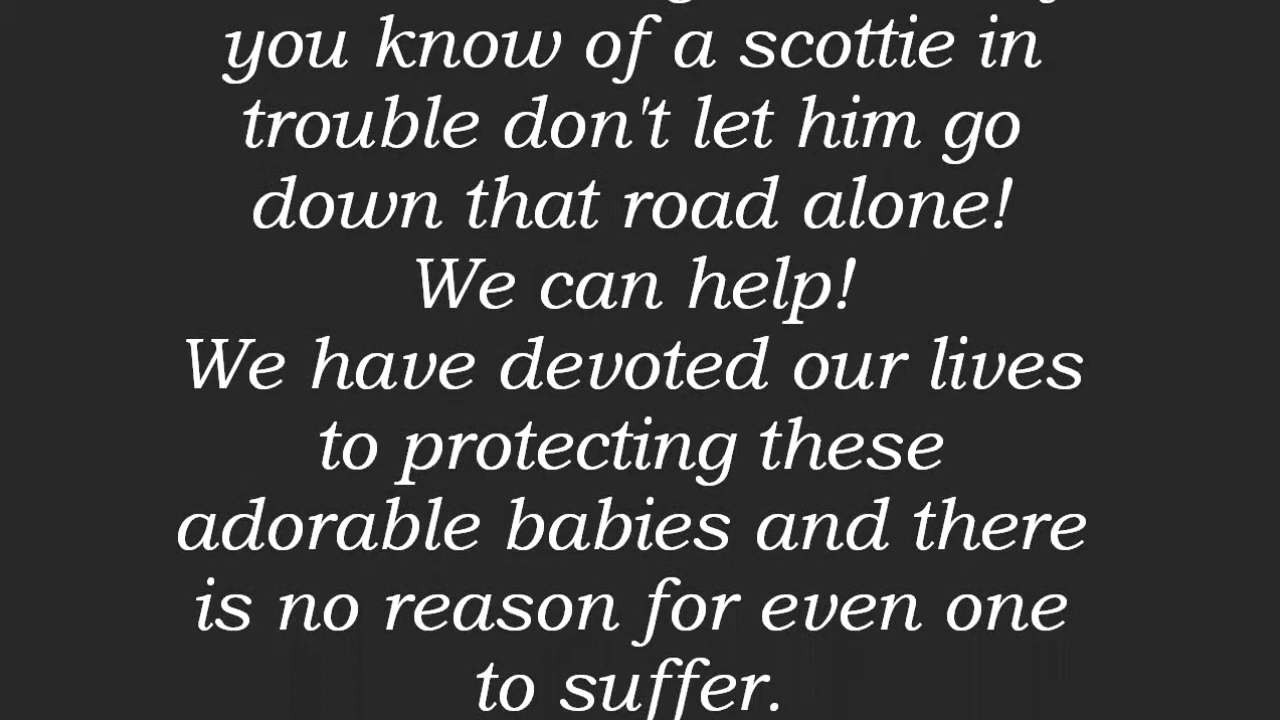 you know of a scottie in
trouble don't let him go
down that road alone!
We can help!
We have devoted our lives
to protecting these
adorable babies and there
is no reason for even one
to suffer.